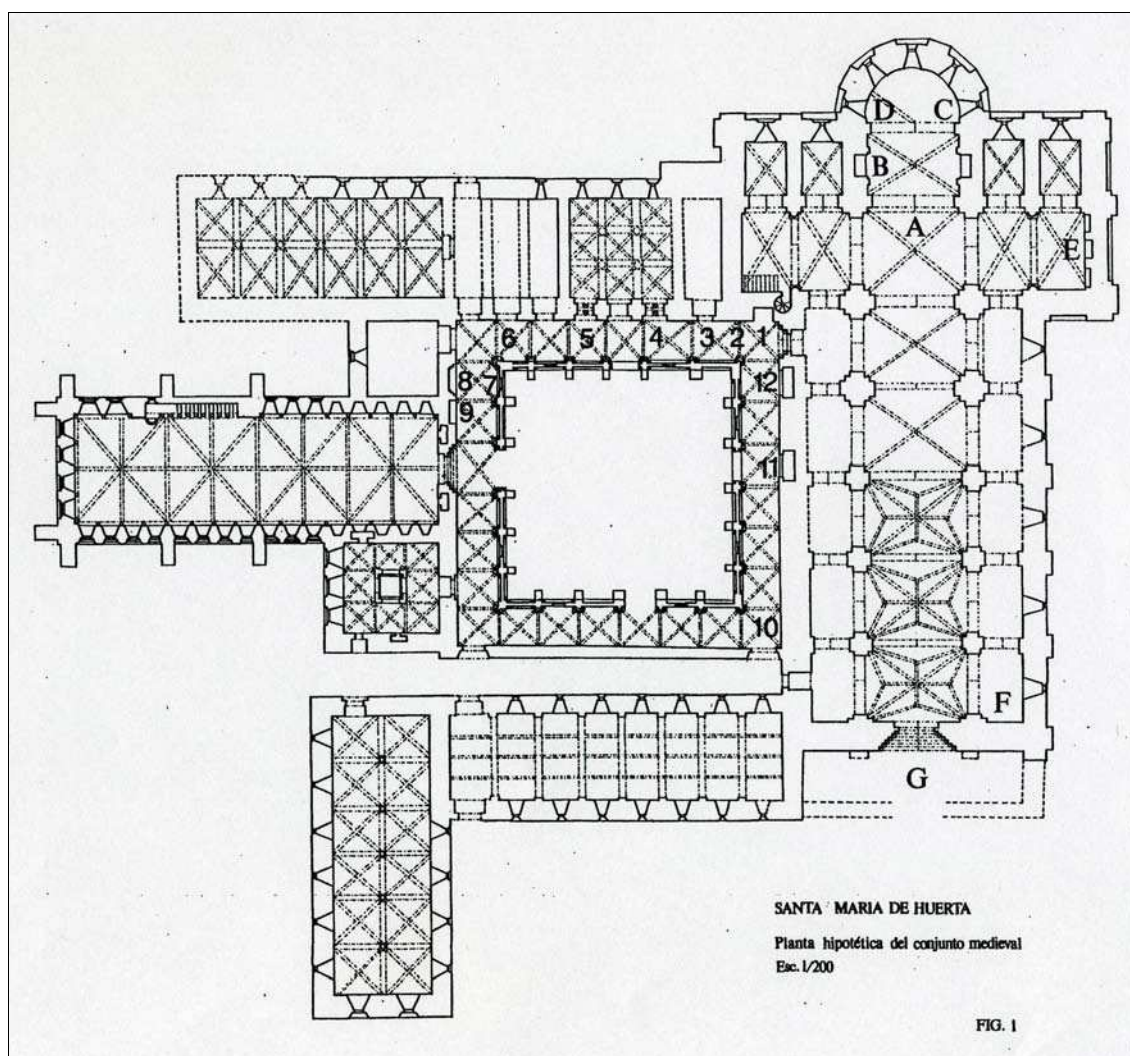 D C
B
A
E
6 5 4 3 2 1
8 7 12
9
11
10
F
G
SANTA MARIA DE HUERTA
Planta hipotética del conjunto medieval
Esc. 1/200
FIG. 1